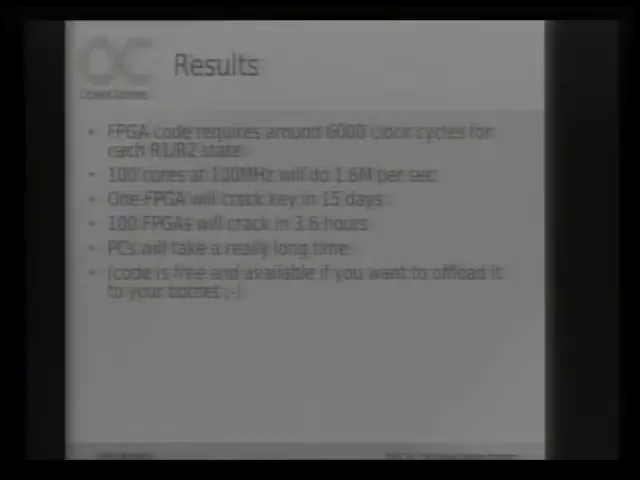 Results
OpenCiphers
• FPGA code requires around 6000 clock cycles for
each R1/R2 state
• 100 cores at 100MHz will do 1.6M per sec
• One FPGA will crack key in 15 days
• 100 FPGAs will crack in 3.6 hours
• PCs will take a really long time
• (code is free and available if you want to offload it
to your botnet ;-)